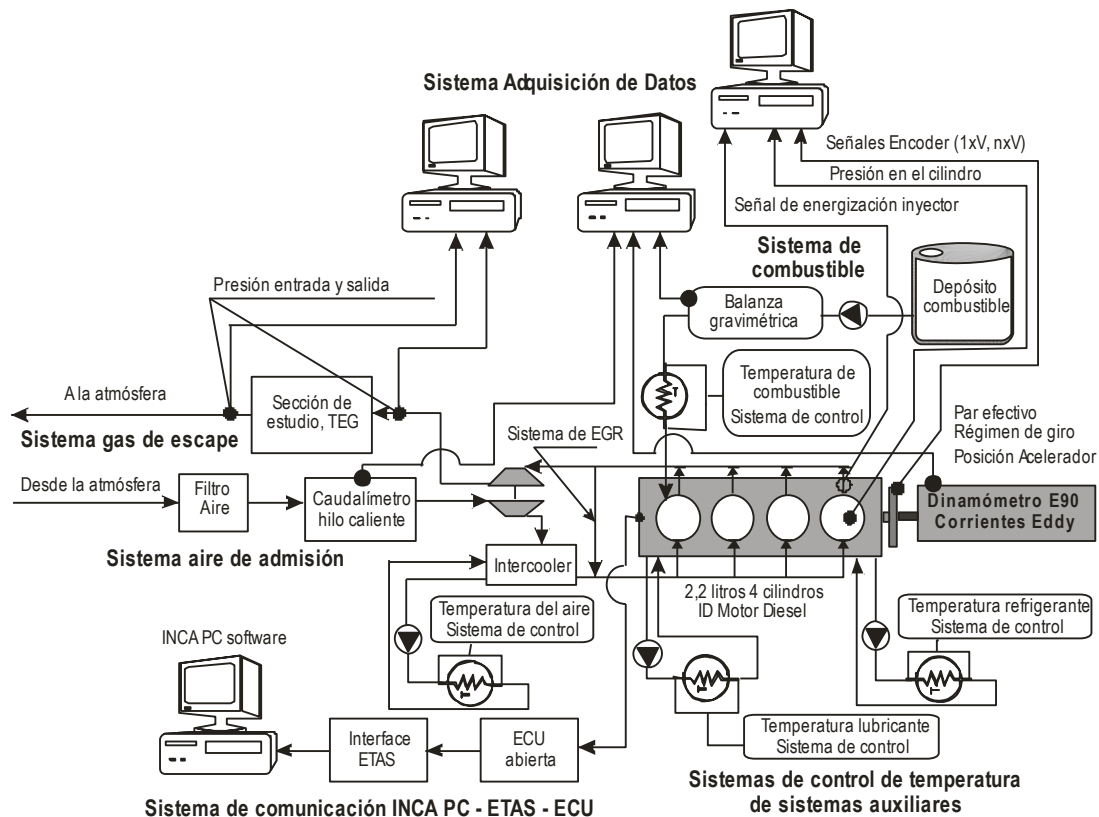 Sistema Adquisición de Datos
Señales Encoder (1xV, nxV)
Presión en el cilindro
Señal de energización inyector
Sistema de
combustible
Depósito
combustible
Balanza
gravimétrica
Presión entrada y salida
Temperatura de
combustible
Sistema de control
A la atmósfera
Sección de
estudio, TEG
Sistema gas de escape
Sistema de EGR
Par efectivo
Régimen de giro
Posición Acelerador
Desde la atmósfera
Filtro
Aire
Caudalímetro
hilo caliente
Dinamómetro E90
Corrientes Eddy
Sistema aire de admisión
Intercooler
2,2 litros 4 cilindros
ID Motor Diesel
Temperatura del aire
Sistema de control
Temperatura refrigerante
Sistema de control
INCA PC software
Interface
ETAS
ECU
abierta
Temperatura lubricante
Sistema de control
Sistemas de control de temperatura
de sistemas auxiliares
Sistema de comunicación INCA PC - ETAS - ECU
T
T
T
T